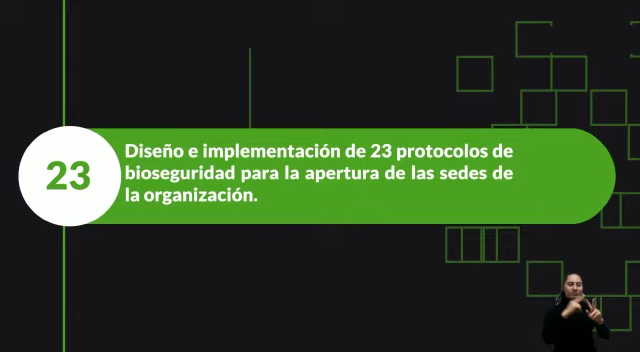 23
Diseño e implementación de 23 protocolos de
bioseguridad para la apertura de las sedes de
la organización.